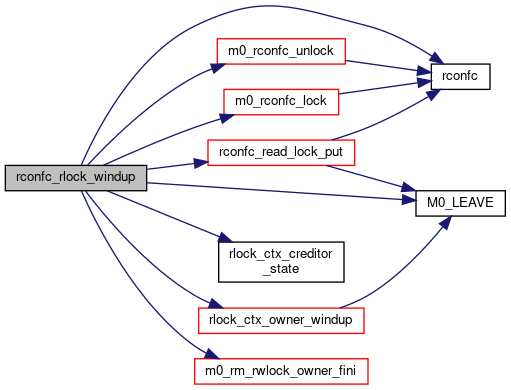 rconfc_rlock_windup
m0_rconfc_unlock
m0_rconfc_lock
rconfc_read_lock_put
rlock_ctx_creditor
_state
rlock_ctx_owner_windup
m0_rm_rwlock_owner_fini
rconfc
M0_LEAVE